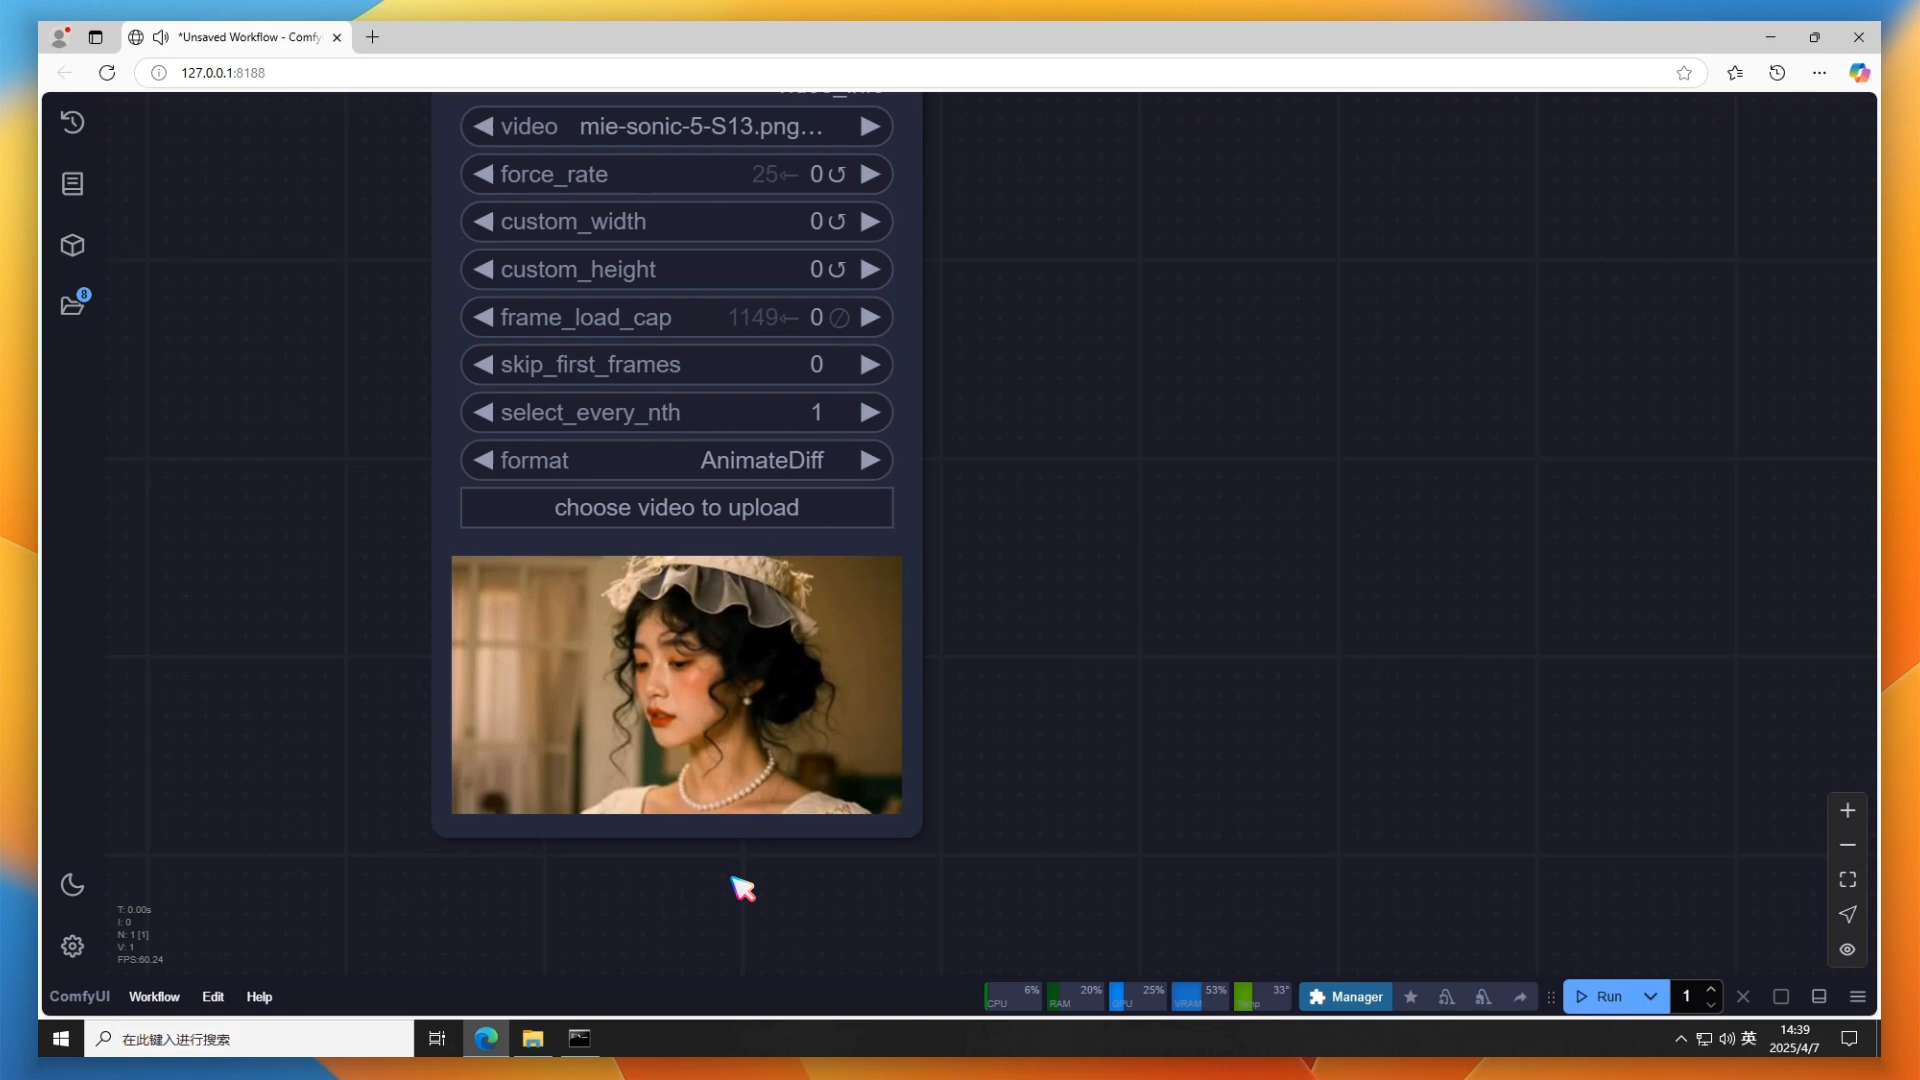 *Unsaved Workflow - Comfy
127.0.0.1:8188
video mie-sonic-5-S13.png...
force_rate 25← 0
custom_width 0
custom_height 0
frame_load_cap 1149← 0
skip_first_frames 0
select_every_nth 1
format AnimateDiff
choose video to upload
8
T: 0.00s
I: 0
N: 1 [1]
V: 1
FPS:60.24
ComfyUI Workflow Edit Help
CPU 6% RAM 20% GPU 25% VRAM 53% Temp 33°
Manager
Run 1
在此键入进行搜索
英
14:39
2025/4/7